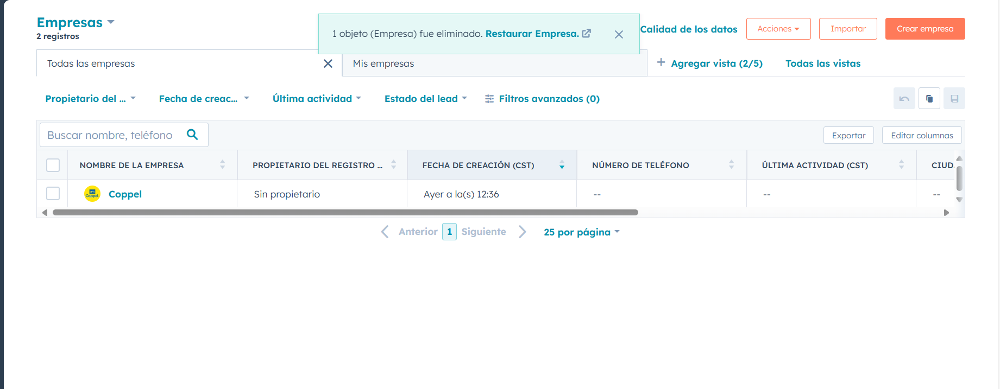 Empresas
2 registros
1 objeto (Empresa) fue eliminado. Restaurar Empresa.
Calidad de los datos
Acciones
Importar
Crear empresa
Todas las empresas
Mis empresas
Agregar vista (2/5)
Todas las vistas
Propietario del ...
Fecha de creac...
Última actividad
Estado del lead
Filtros avanzados (0)
Buscar nombre, teléfono
Exportar
Editar columnas
NOMBRE DE LA EMPRESA
PROPIETARIO DEL REGISTRO ...
FECHA DE CREACIÓN (CST)
NÚMERO DE TELÉFONO
ÚLTIMA ACTIVIDAD (CST)
CIUD
Coppel
Coppel
Sin propietario
Ayer a la(s) 12:36
--
--
--
Anterior
1
Siguiente
25 por página